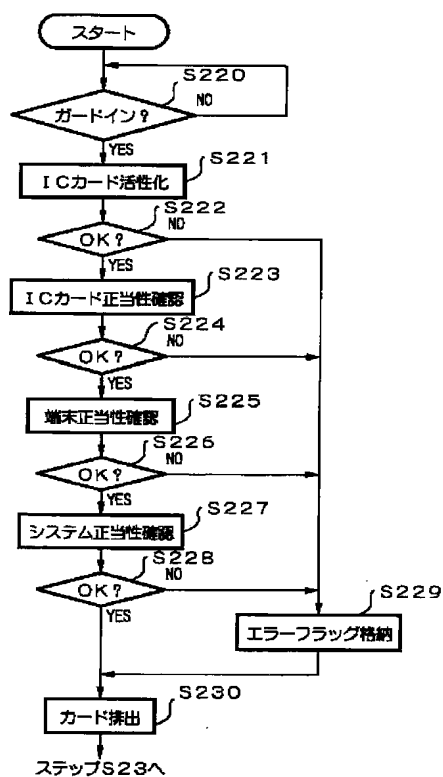 スタート
S220
ガードイン？
NO
YES
S221
ICカード活性化
S222
OK？
NO
YES
S223
ICカード正当性確認
S224
OK？
NO
YES
S225
端末正当性確認
S226
OK？
NO
YES
S227
システム正当性確認
S228
OK？
NO
YES
S229
エラーフラッグ格納
S230
カード排出
ステップS23へ